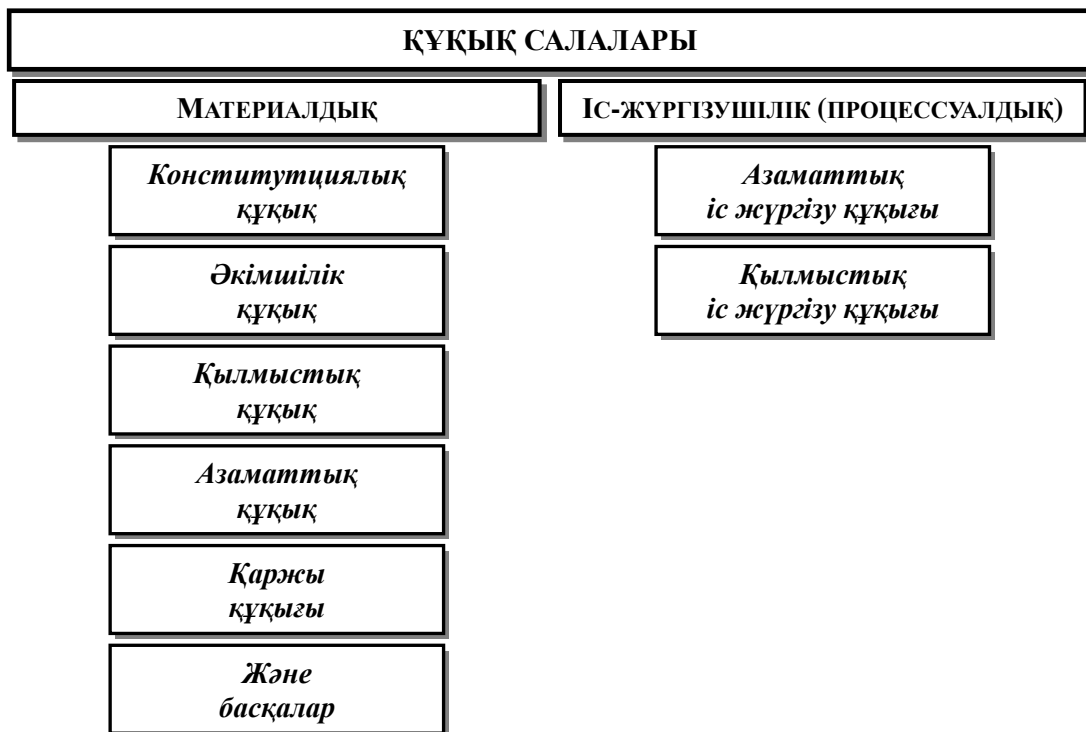 ҚҰҚЫҚ САЛАЛАРЫ
МАТЕРИАЛДЫҚ
ІС-ЖҮРГІЗУШІЛІК (ПРОЦЕССУАЛДЫҚ)
Конститутциялық
құқық
Әкімшілік
құқық
Қылмыстық
құқық
Азаматтық
құқық
Қаржы
құқығы
Және
басқалар
Азаматтық
іс жүргізу құқығы
Қылмыстық
іс жүргізу құқығы